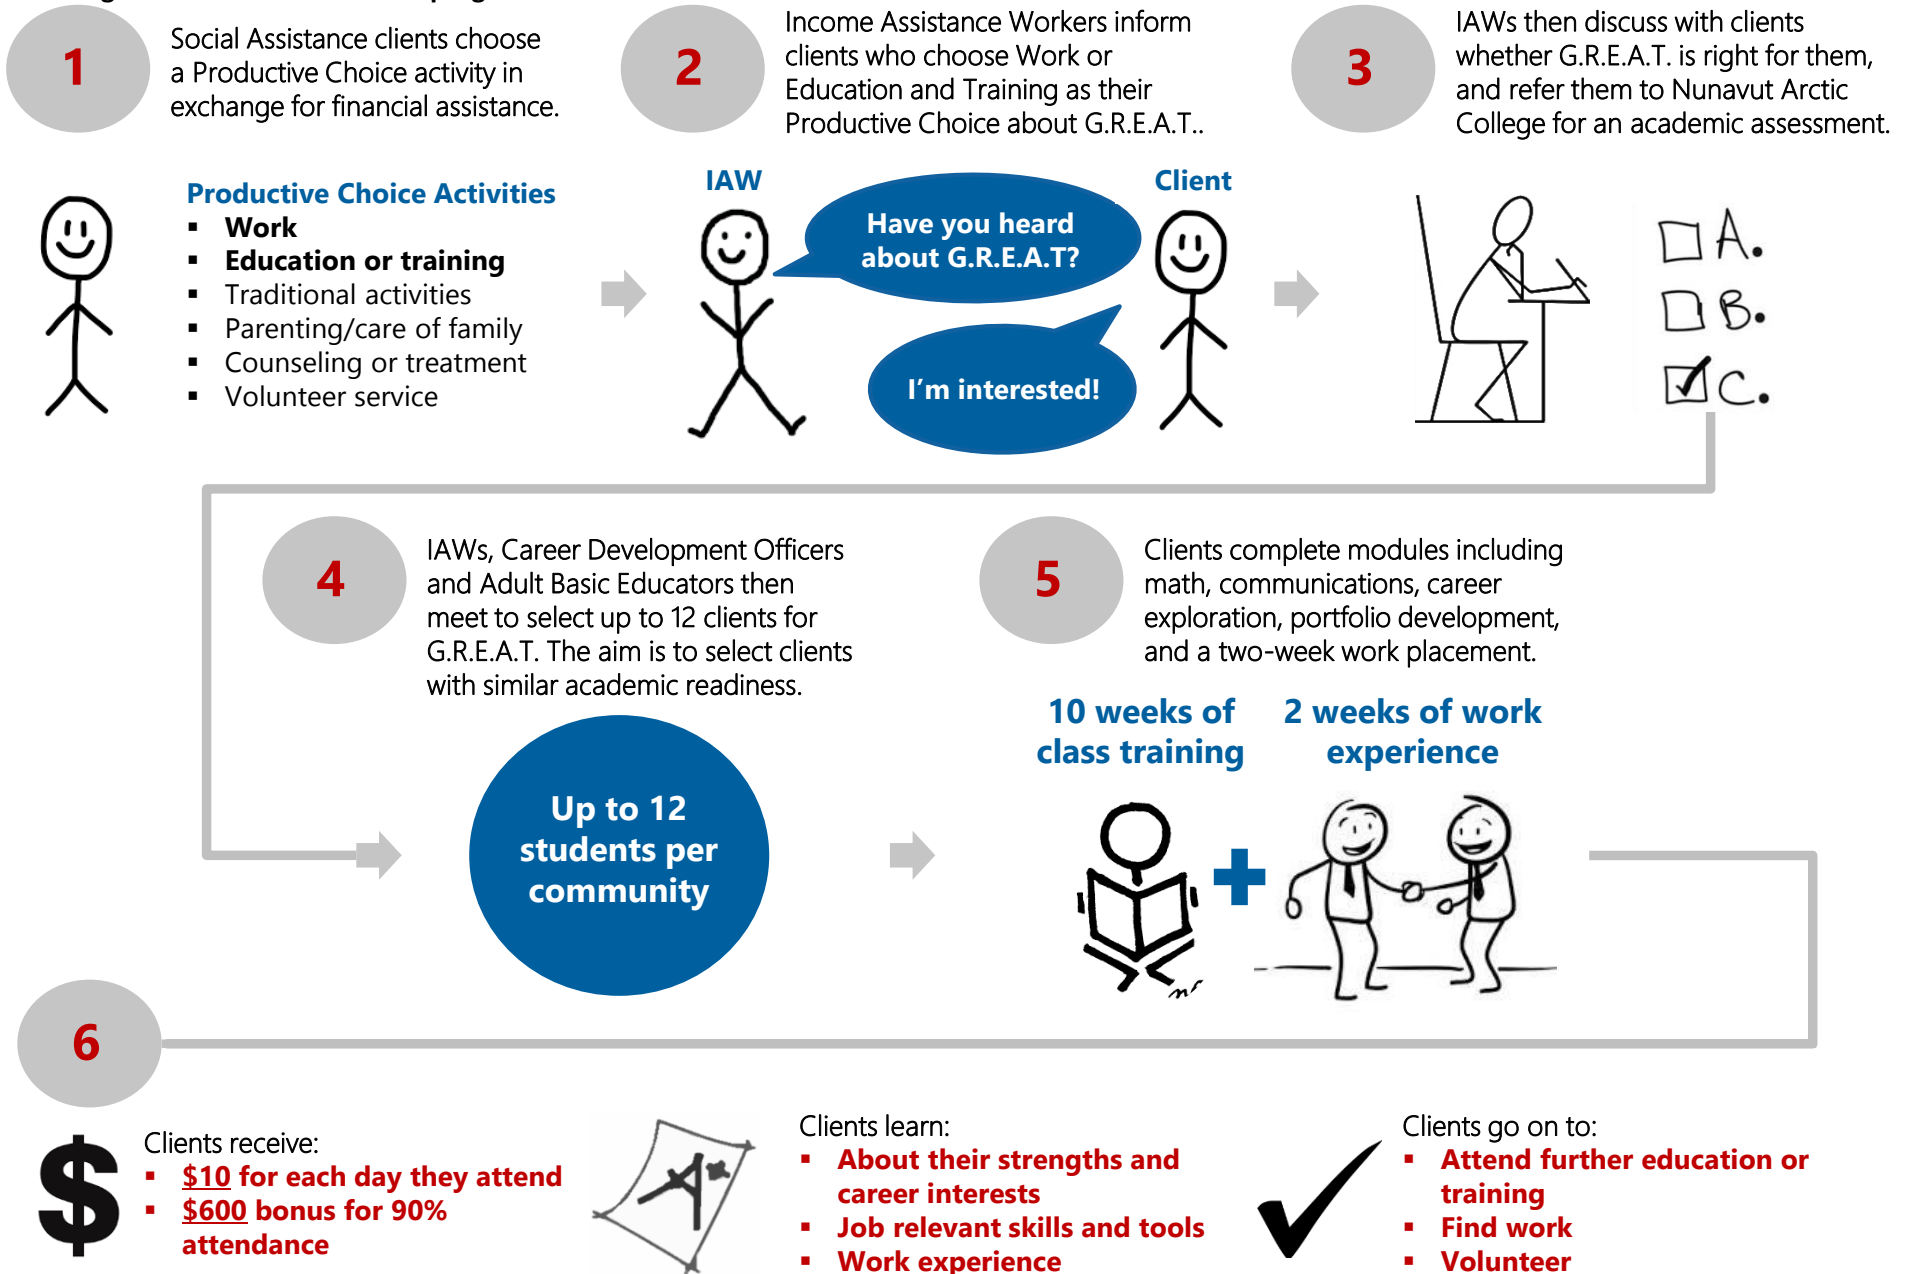 1
Social Assistance clients choose
a Productive Choice activity in
exchange for financial assistance.
Productive Choice Activities
▪ Work
▪ Education or training
▪ Traditional activities
▪ Parenting/care of family
▪ Counseling or treatment
▪ Volunteer service
2
Income Assistance Workers inform
clients who choose Work or
Education and Training as their
Productive Choice about G.R.E.A.T..
IAW
Have you heard
about G.R.E.A.T?
Client
I'm interested!
3
IAWs then discuss with clients
whether G.R.E.A.T. is right for them,
and refer them to Nunavut Arctic
College for an academic assessment.
A.
B.
C.
4
IAWs, Career Development Officers
and Adult Basic Educators then
meet to select up to 12 clients for
G.R.E.A.T. The aim is to select clients
with similar academic readiness.
Up to 12
students per
community
5
Clients complete modules including
math, communications, career
exploration, portfolio development,
and a two-week work placement.
10 weeks of
class training
2 weeks of work
experience
6
$
Clients receive:
▪ $10 for each day they attend
▪ $600 bonus for 90%
attendance
A+
Clients learn:
▪ About their strengths and
career interests
▪ Job relevant skills and tools
▪ Work experience
Clients go on to:
▪ Attend further education or
training
▪ Find work
▪ Volunteer